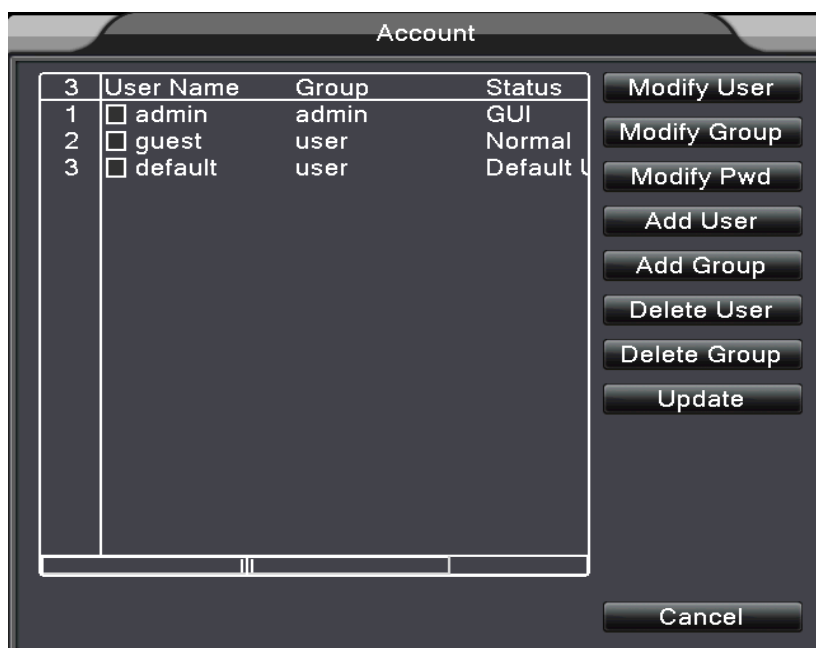 Account
3 User Name Group Status
1 admin admin GUI
2 guest user Normal
3 default user Default
Modify User
Modify Group
Modify Pwd
Add User
Add Group
Delete User
Delete Group
Update
Cancel